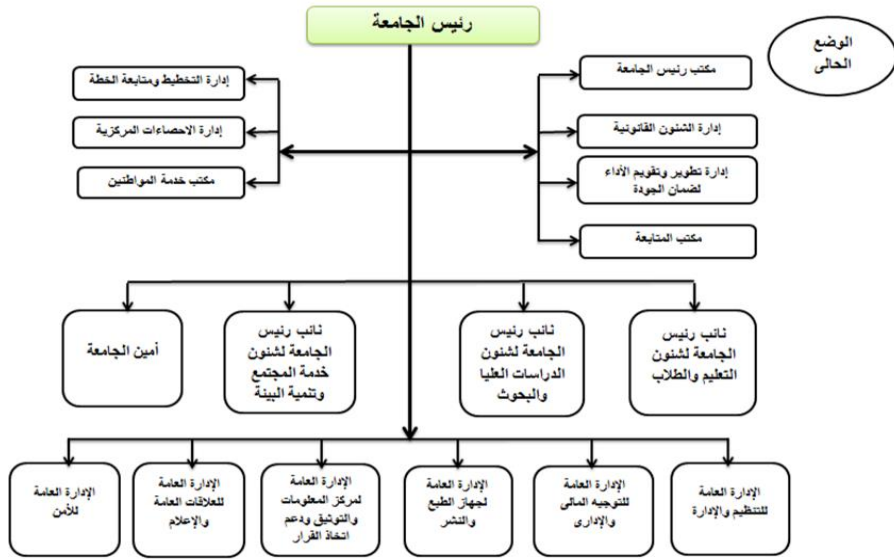 رئيس الجامعة
الوضع
الحالى
مكتب رئيس الجامعة
إدارة الشئون القانونية
إدارة تطوير وتقويم الأداء
لضمان الجودة
مكتب المتابعة
إدارة التخطيط ومتابعة الخطة
إدارة الاحصاءات المركزية
مكتب خدمة المواطنين
نائب رئيس
الجامعة لشئون
التعليم والطلاب
نائب رئيس
الجامعة لشئون
الدراسات العليا
والبحوث
نائب رئيس
الجامعة لشئون
خدمة المجتمع
وتنمية البيئة
أمين الجامعة
الإدارة العامة
للتنظيم والإدارة
الإدارة العامة
للتوجيه المالى
والإدارى
الإدارة العامة
لجهاز الطبع
والنشر
الإدارة العامة
لمركز المعلومات
والتوثيق ودعم
اتخاذ القرار
الإدارة العامة
للعلاقات العامة
والإعلام
الإدارة العامة
للأمن